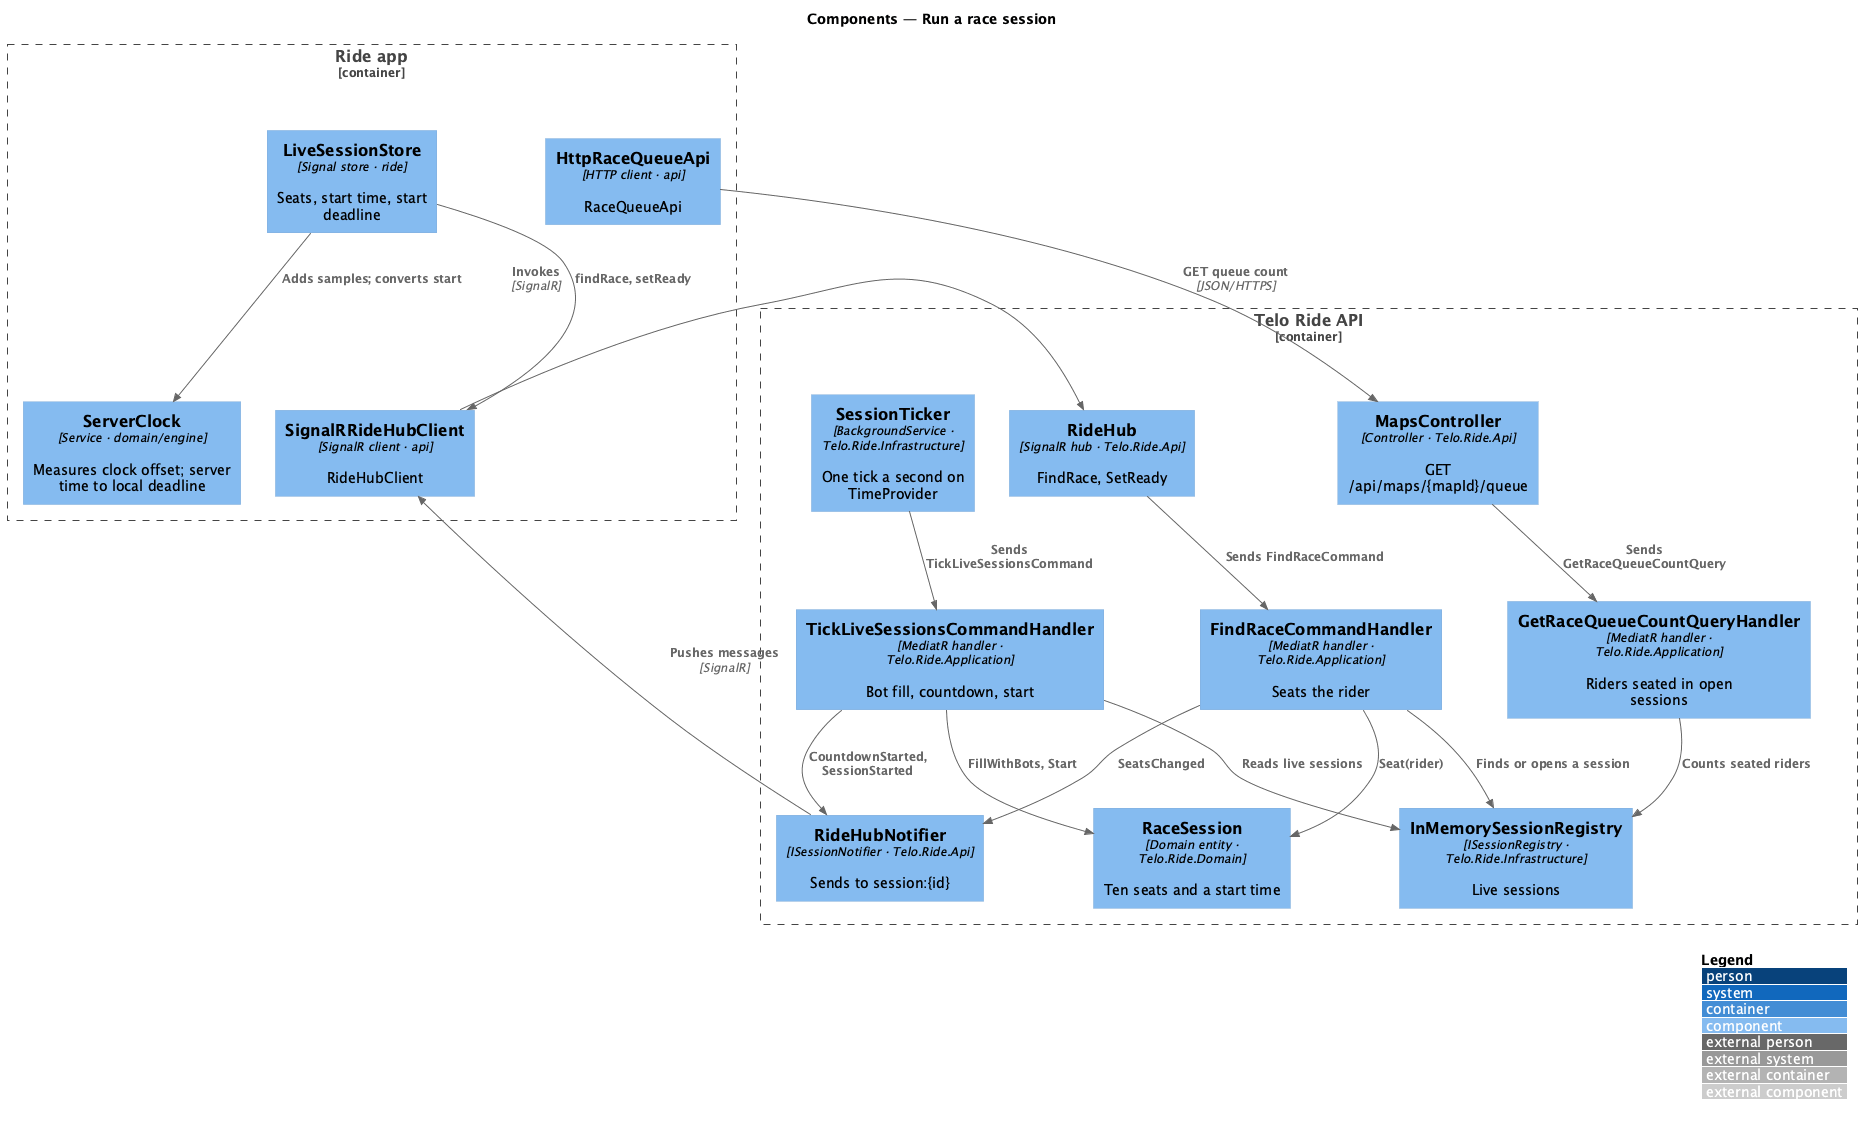 Components — Run a race session
Ride app
[container]
LiveSessionStore
[Signal store · ride]
Seats, start time, start
deadline
HttpRaceQueueApi
[HTTP client · api]
RaceQueueApi
Adds samples; converts start
Invokes
[SignalR]
findRace, setReady
GET queue count
[JSON/HTTPS]
ServerClock
[Service · domain/engine]
Measures clock offset; server
time to local deadline
SignalRRideHubClient
[SignalR client · api]
RideHubClient
Telo Ride API
[container]
SessionTicker
[BackgroundService ·
Telo.Ride.Infrastructure]
One tick a second on
TimeProvider
RideHub
[SignalR hub · Telo.Ride.Api]
FindRace, SetReady
MapsController
[Controller · Telo.Ride.Api]
GET
/api/maps/{mapId}/queue
Sends
TickLiveSessionsCommand
Sends FindRaceCommand
Sends
GetRaceQueueCountQuery
Pushes messages
[SignalR]
TickLiveSessionsCommandHandler
[MediatR handler ·
Telo.Ride.Application]
Bot fill, countdown, start
FindRaceCommandHandler
[MediatR handler ·
Telo.Ride.Application]
Seats the rider
GetRaceQueueCountQueryHandler
[MediatR handler ·
Telo.Ride.Application]
Riders seated in open
sessions
CountdownStarted,
SessionStarted
FillWithBots, Start
SeatsChanged
Reads live sessions
Seat(rider)
Finds or opens a session
Counts seated riders
RideHubNotifier
[ISessionNotifier · Telo.Ride.Api]
Sends to session:{id}
RaceSession
[Domain entity ·
Telo.Ride.Domain]
Ten seats and a start time
InMemorySessionRegistry
[ISessionRegistry ·
Telo.Ride.Infrastructure]
Live sessions
Legend
person
system
container
component
external person
external system
external container
external component